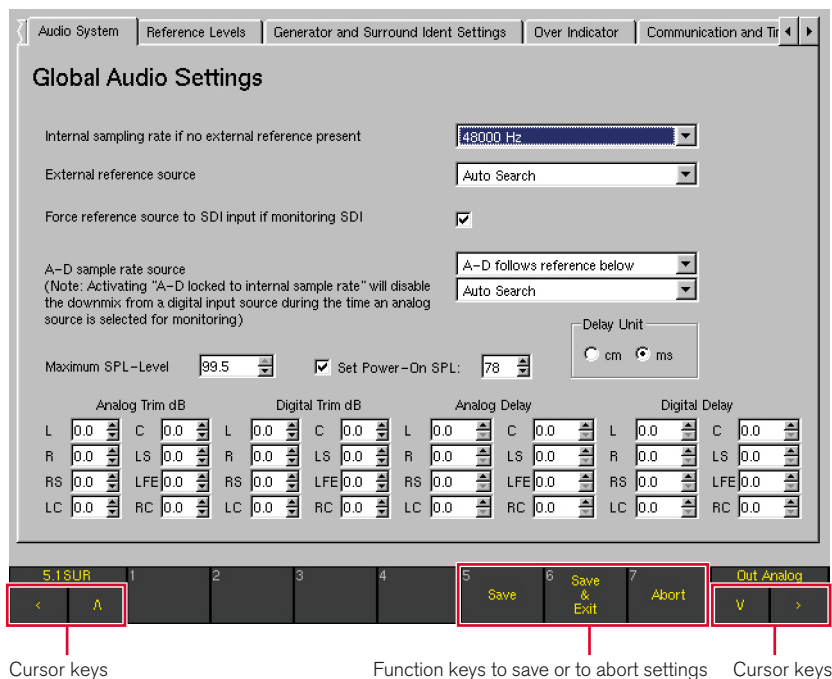 Audio System Reference Levels Generator and Surround Ident Settings Over Indicator Communication and Tir
Global Audio Settings
Internal sampling rate if no external reference present 48000 Hz
External reference source Auto Search
Force reference source to SDI input if monitoring SDI
A-D sample rate source A-D follows reference below
(Note: Activating "A-D locked to internal sample rate" will disable Auto Search
the downmix from a digital input source during the time an analog
source is selected for monitoring)
Delay Unit
cm ms
Maximum SPL-Level 99.5 Set Power-On SPL: 78
Analog Trim dB Digital Trim dB Analog Delay Digital Delay
L 0.0 C 0.0 L 0.0 C 0.0 L 0.0 C 0.0 L 0.0 C 0.0
R 0.0 LS 0.0 R 0.0 LS 0.0 R 0.0 LS 0.0 R 0.0 LS 0.0
RS 0.0 LFE 0.0 RS 0.0 LFE 0.0 RS 0.0 LFE 0.0 RS 0.0 LFE 0.0
LC 0.0 RC 0.0 LC 0.0 RC 0.0 LC 0.0 RC 0.0 LC 0.0 RC 0.0
5.1SUR 1 2 3 4 5 Save 6 Save & Exit 7 Abort Out Analog
< Λ V >
Cursor keys Function keys to save or to abort settings Cursor keys